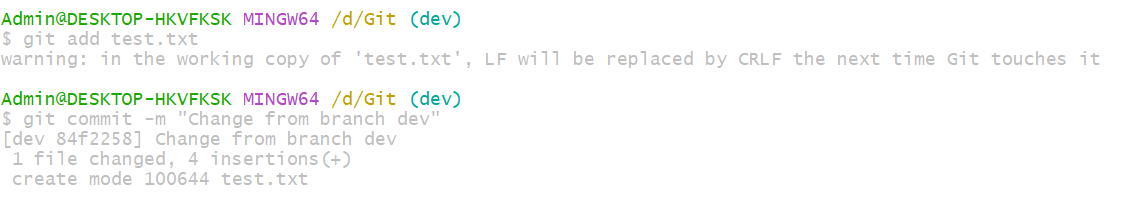 Admin@DESKTOP-HKVFKSK MINGW64 /d/Git (dev)
$ git add test.txt
warning: in the working copy of 'test.txt', LF will be replaced by CRLF the next time Git touches it
Admin@DESKTOP-HKVFKSK MINGW64 /d/Git (dev)
$ git commit -m "Change from branch dev"
[dev 84f2258] Change from branch dev
 1 file changed, 4 insertions(+)
 create mode 100644 test.txt